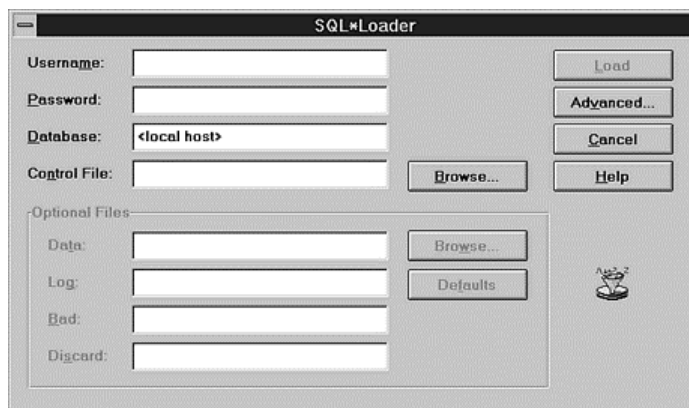 SQL*Loader
Username:
Load
Password:
Advanced...
Database:
<local host>
Cancel
Control File:
Browse...
Help
Optional Files
Data:
Browse...
Log:
Defaults
Bad:
Discard: